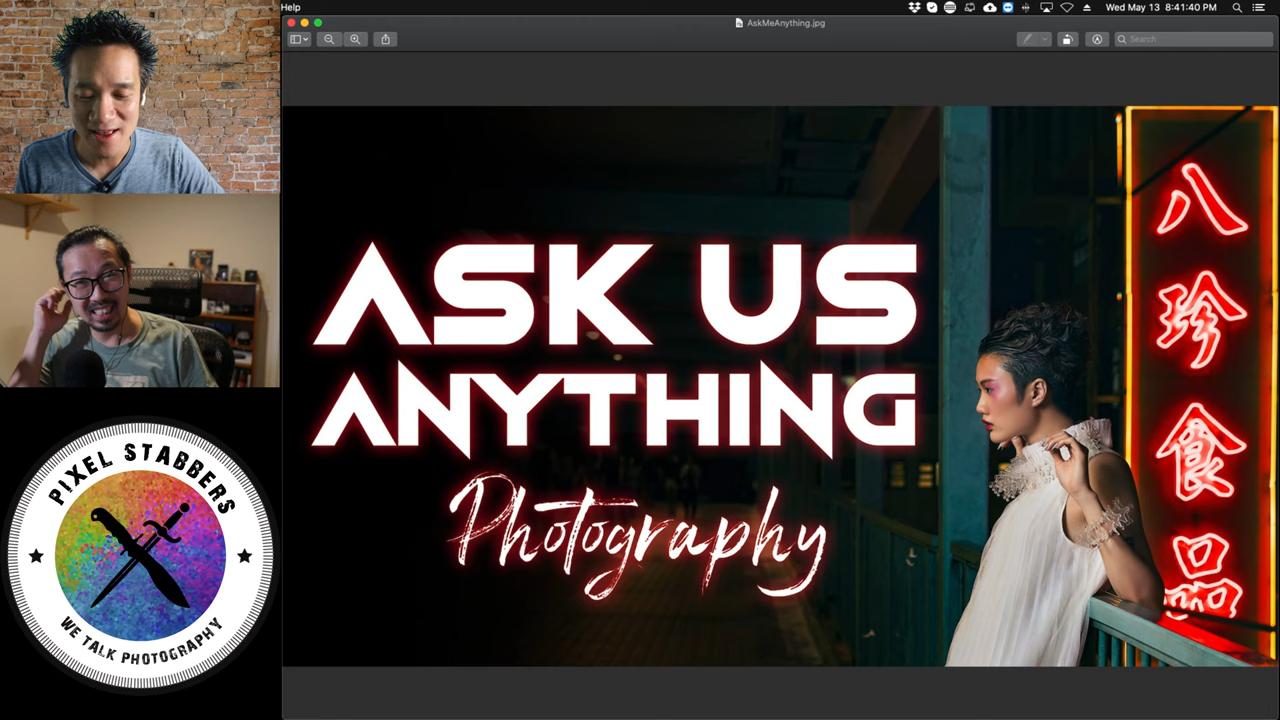 Help
Wed May 13 8:41:40 PM
AskMeAnything.jpg
Search
ASK US
ANYTHING
Photography
八
珍
食
品
PIXEL STABBERS
WE TALK PHOTOGRAPHY